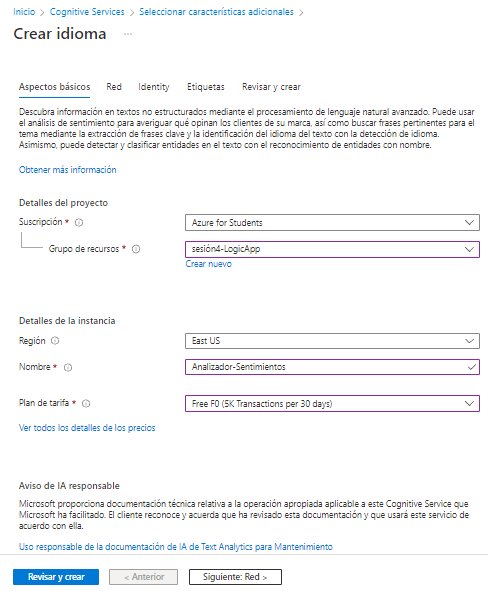 Inicio > Cognitive Services > Seleccionar características adicionales >
Crear idioma ...
Aspectos básicos Red Identity Etiquetas Revisar y crear
Descubra información en textos no estructurados mediante el procesamiento de lenguaje natural avanzado. Puede usar
el análisis de sentimiento para averiguar qué opinan los clientes de su marca, así como buscar frases pertinentes para el
tema mediante la extracción de frases clave y la identificación del idioma del texto con la detección de idioma.
Asimismo, puede detectar y clasificar entidades en el texto con el reconocimiento de entidades con nombre.
Obtener más información
Detalles del proyecto
Suscripción * Azure for Students
Grupo de recursos * sesión4-LogicApp
Crear nuevo
Detalles de la instancia
Región East US
Nombre * Analizador-Sentimientos
Plan de tarifa * Free F0 (5K Transactions per 30 days)
Ver todos los detalles de los precios
Aviso de IA responsable
Microsoft proporciona documentación técnica relativa a la operación apropiada aplicable a este Cognitive Service que
Microsoft ha facilitado. El cliente reconoce y acuerda que ha revisado esta documentación y que usará este servicio de
acuerdo con ella.
Uso responsable de la documentación de IA de Text Analytics para Mantenimiento
Revisar y crear < Anterior Siguiente: Red >